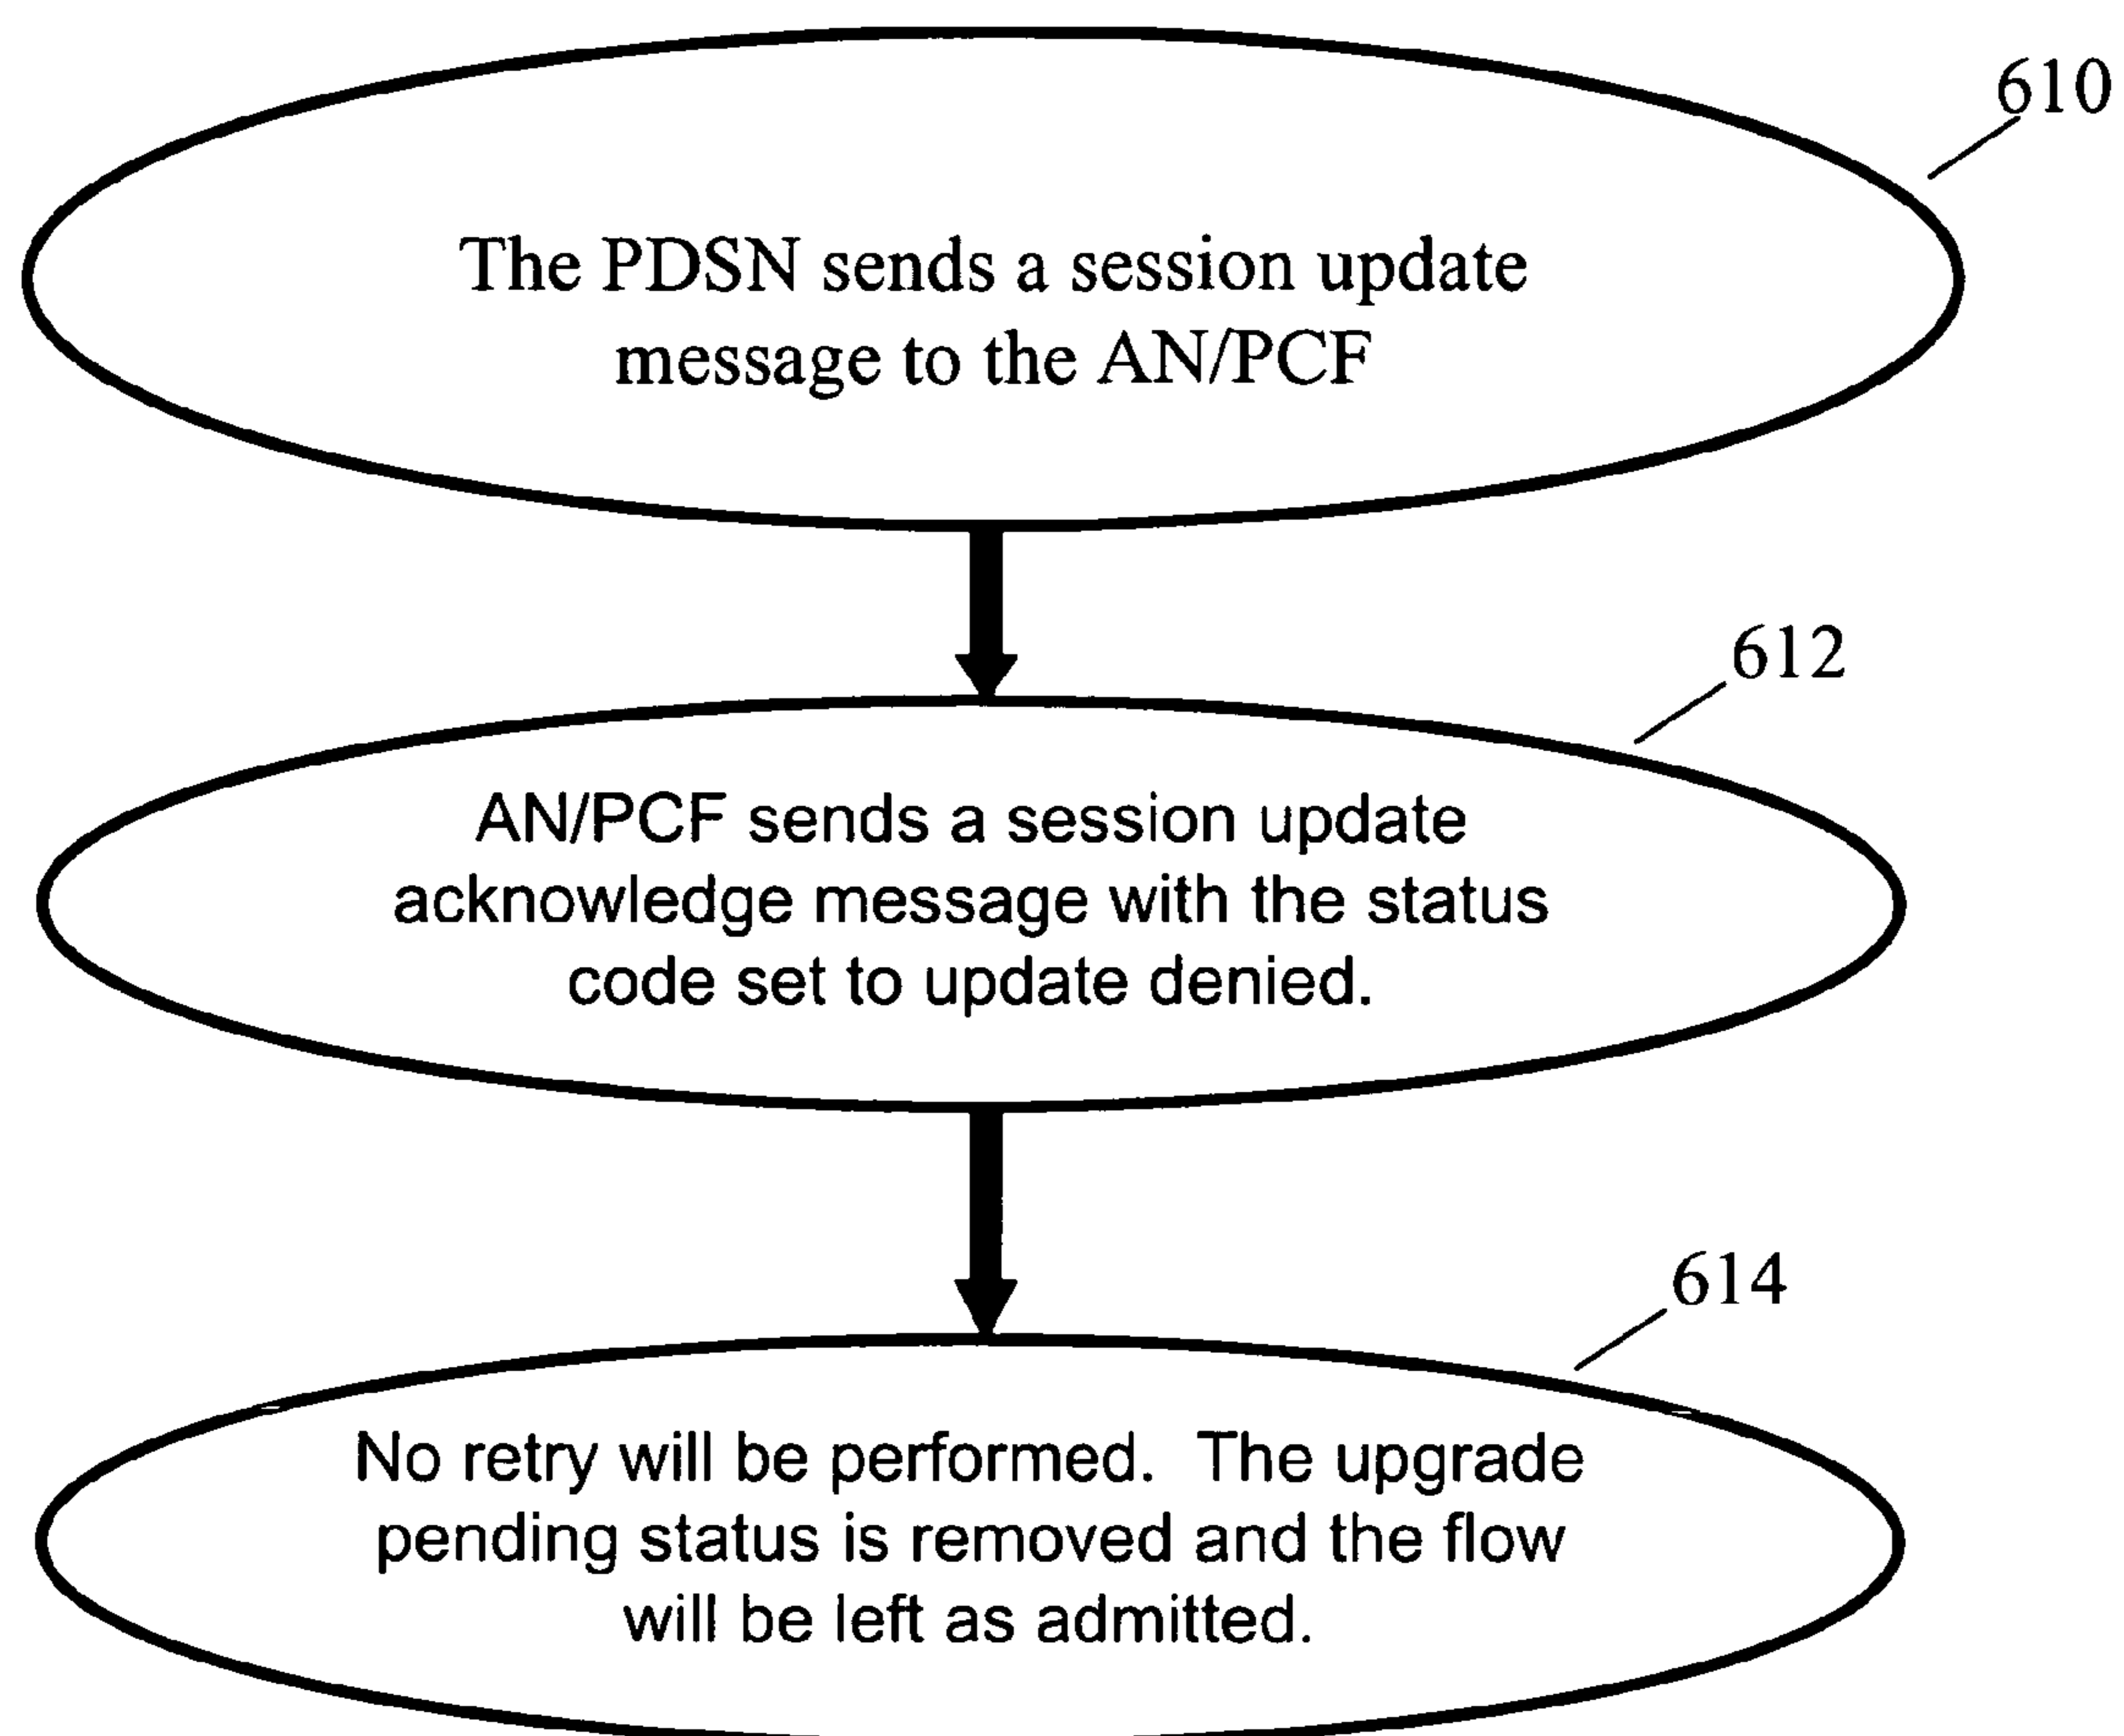 610
The PDSN sends a session update
message to the AN/PCF
612
AN/PCF sends a session update
acknowledge message with the status
code set to update denied.
614
No retry will be performed. The upgrade
pending status is removed and the flow
will be left as admitted.